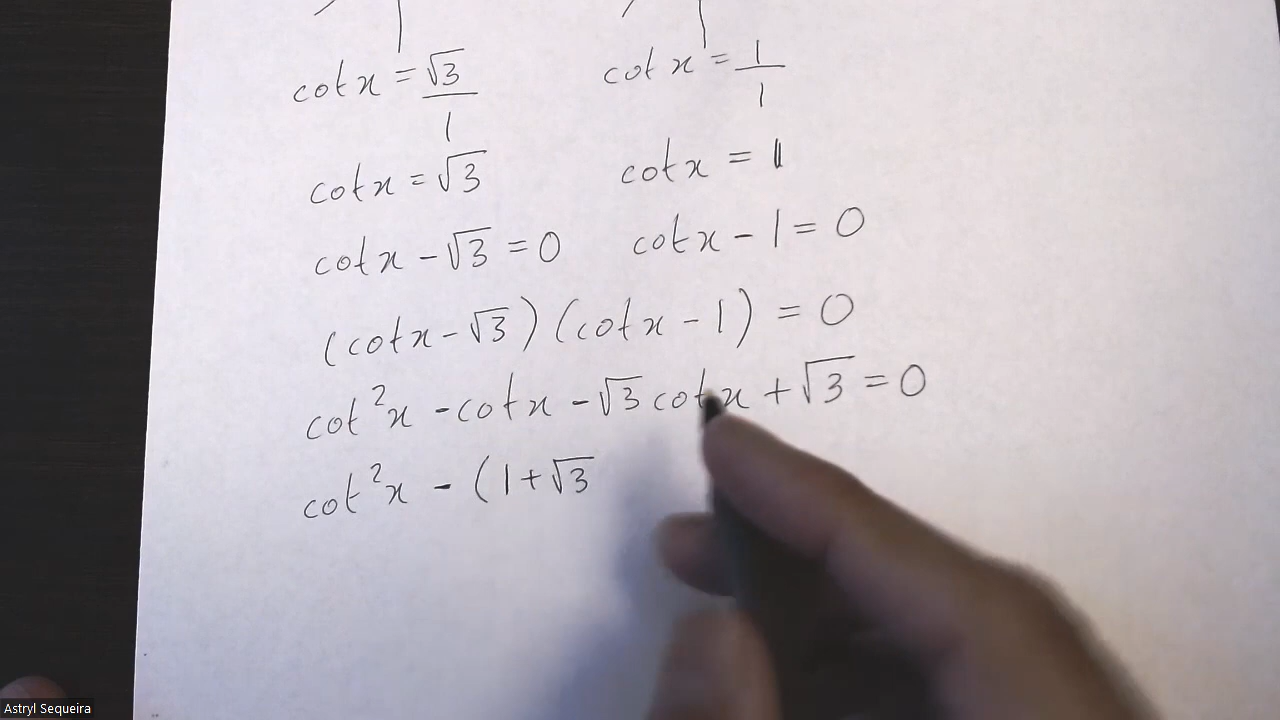 cot x = √3/1    cot x = 1/1
cot x = √3    cot x = 1
cot x - √3 = 0    cot x - 1 = 0
(cot x - √3)(cot x - 1) = 0
cot²x - cot x - √3 cot x + √3 = 0
cot²x - (1 + √3
Astryl Sequeira